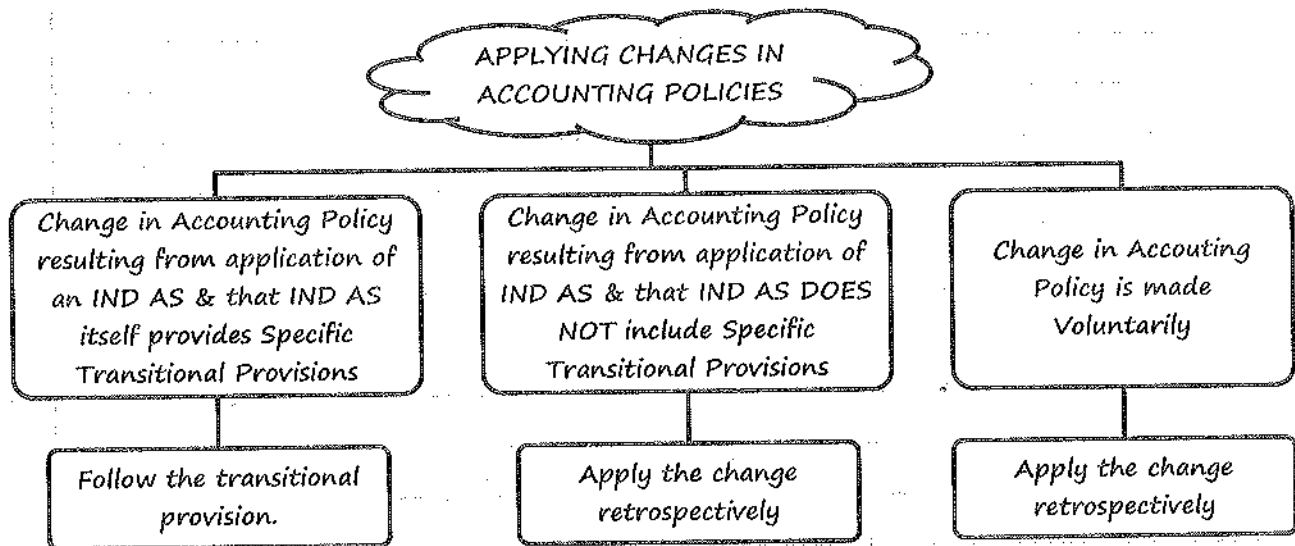 APPLYING CHANGES IN
ACCOUNTING POLICIES
Change in Accounting Policy
resulting from application of
an IND AS & that IND AS
itself provides Specific
Transitional Provisions
Change in Accounting Policy
resulting from application of
IND AS & that IND AS DOES
NOT include Specific
Transitional Provisions
Change in Accouting
Policy is made
Voluntarily
Follow the transitional
provision.
Apply the change
retrospectively
Apply the change
retrospectively